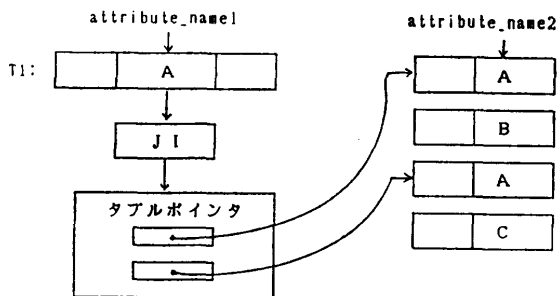 attribute_name1
T1:
A
J I
タプルポインタ
attribute_name2
A
B
A
C